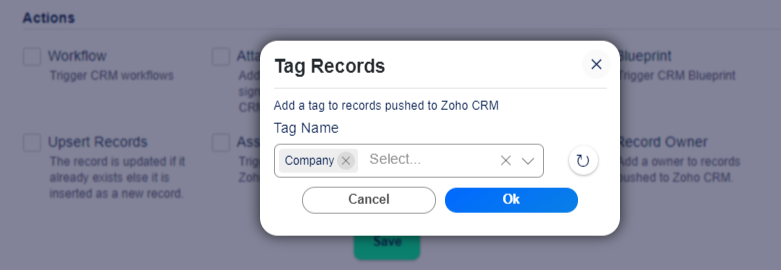 Actions
Workflow
Trigger CRM workflows
Upsert Records
The record is updated if it
already exists else it is
inserted as a new record.
Tag Records
Add a tag to records pushed to Zoho CRM
Tag Name
Company
Select...
Cancel
Ok
Blueprint
Trigger CRM Blueprint
Record Owner
Add a owner to records
pushed to Zoho CRM.
Save